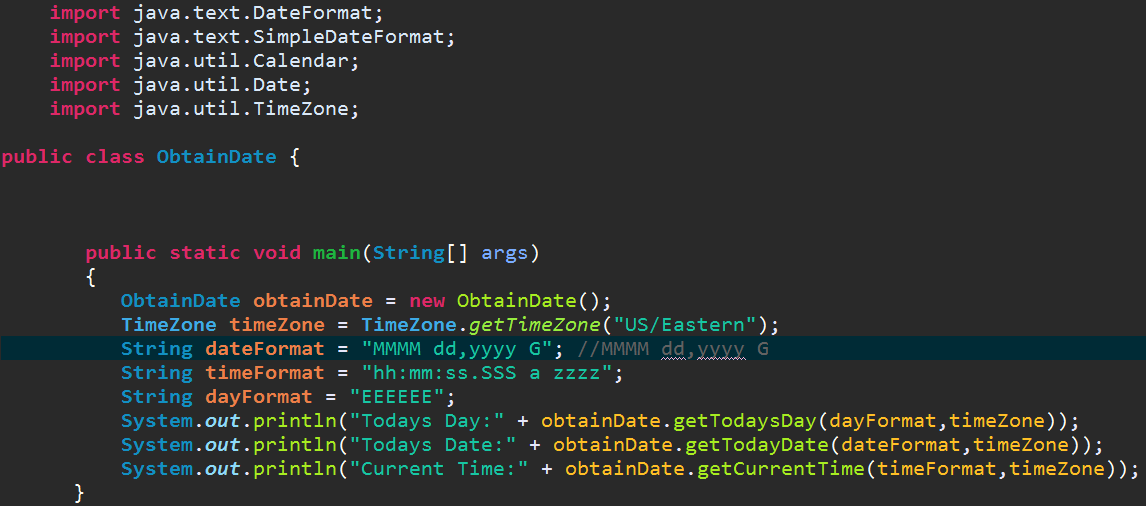 import java.text.DateFormat;
import java.text.SimpleDateFormat;
import java.util.Calendar;
import java.util.Date;
import java.util.TimeZone;
public class ObtainDate {
public static void main(String[] args)
{
ObtainDate obtainDate = new ObtainDate();
TimeZone timeZone = TimeZone.getTimeZone("US/Eastern");
String dateFormat = "MMMM dd,yyyy G"; //MMMM dd,yyyy G
String timeFormat = "hh:mm:ss.SSS a zzzz";
String dayFormat = "EEEEEE";
System.out.println("Todays Day:" + obtainDate.getTodaysDay(dayFormat,timeZone));
System.out.println("Todays Date:" + obtainDate.getTodayDate(dateFormat,timeZone));
System.out.println("Current Time:" + obtainDate.getCurrentTime(timeFormat,timeZone));
}